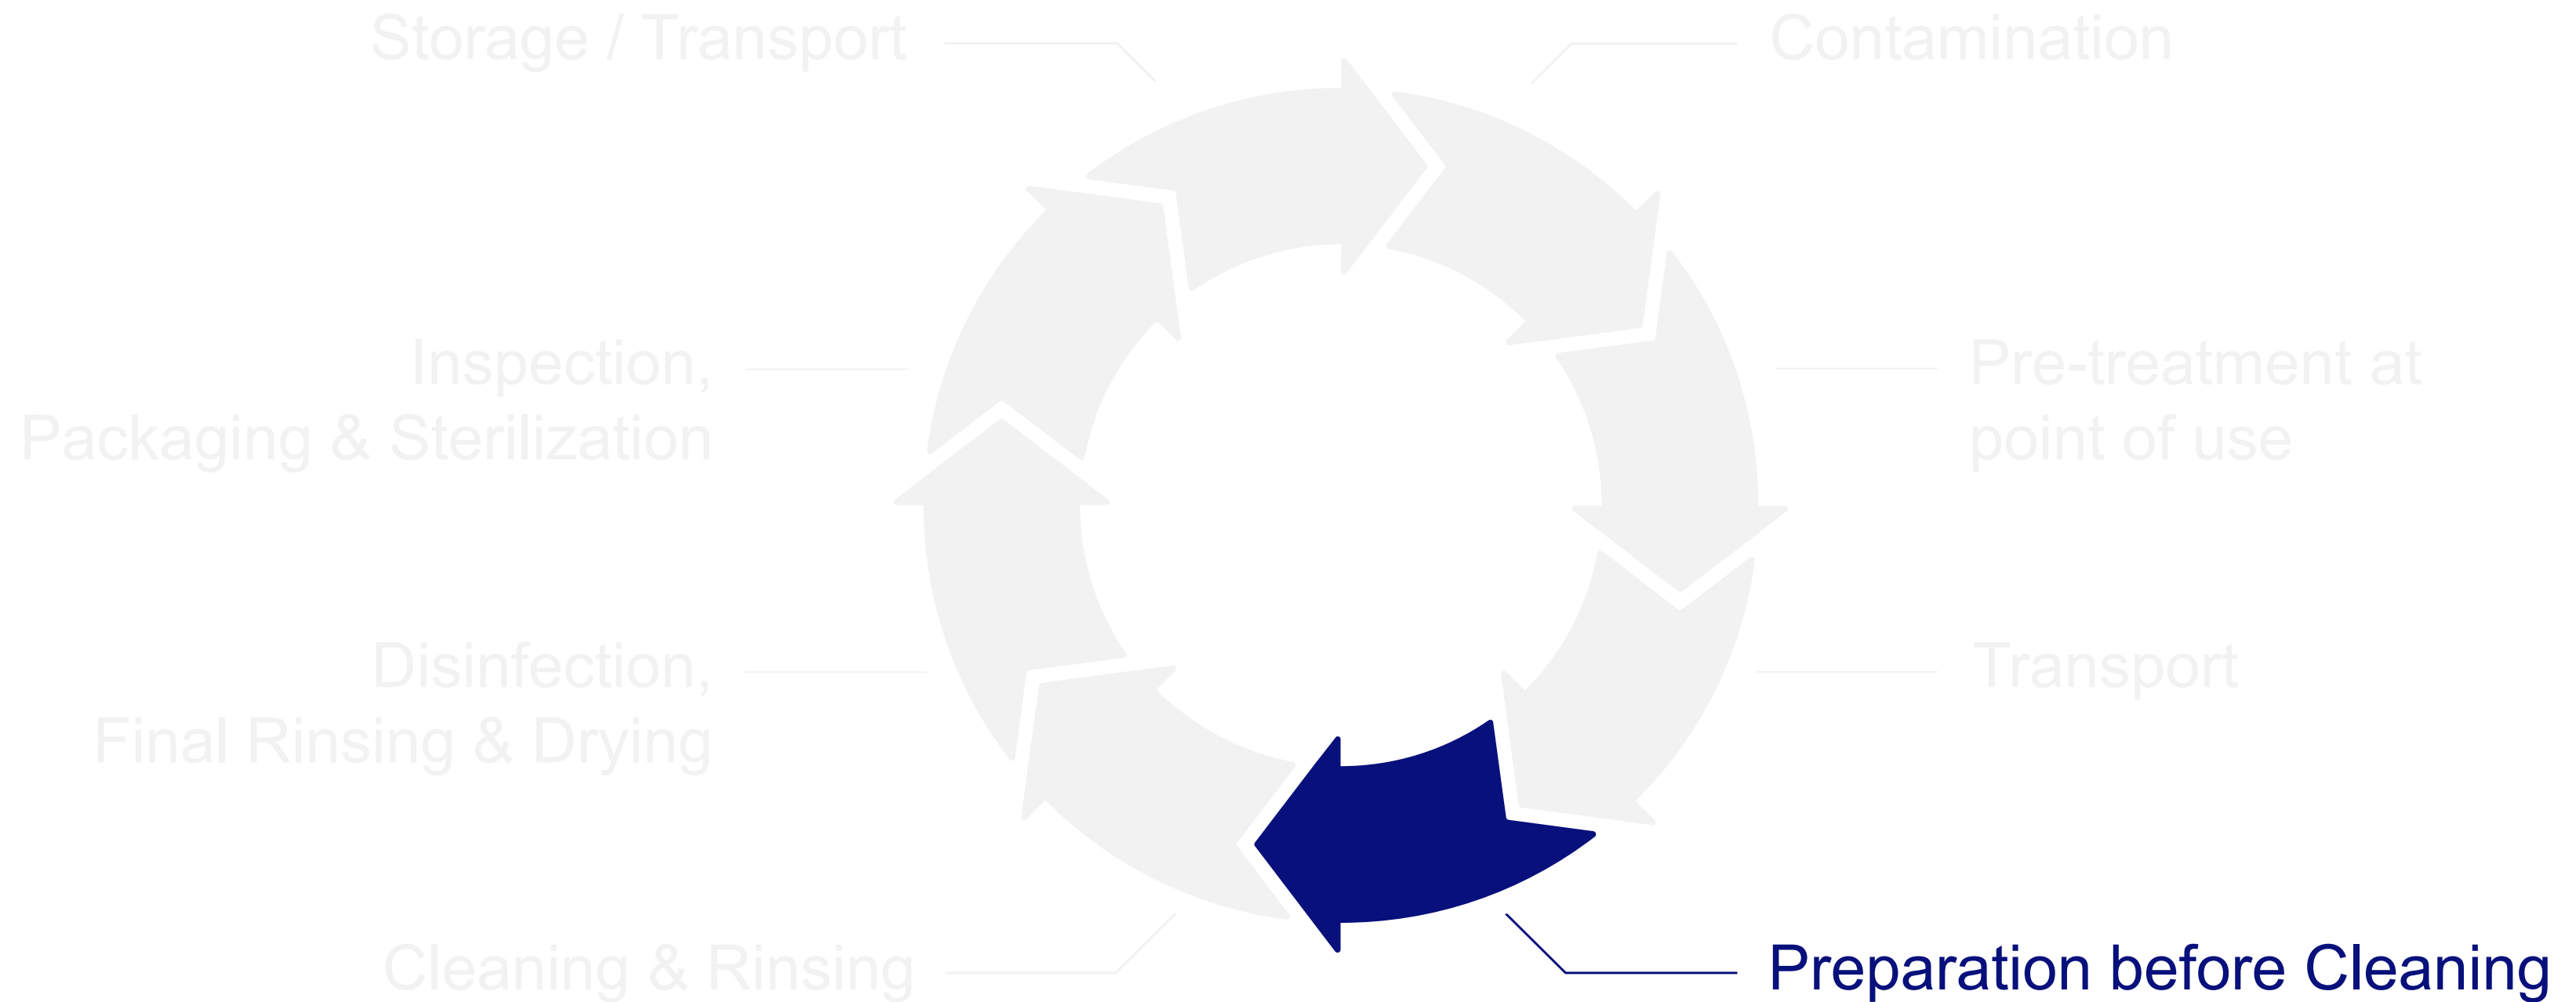 Storage / Transport
Contamination
Inspection,
Packaging & Sterilization
Pre-treatment at
point of use
Disinfection,
Final Rinsing & Drying
Transport
Cleaning & Rinsing
Preparation before Cleaning